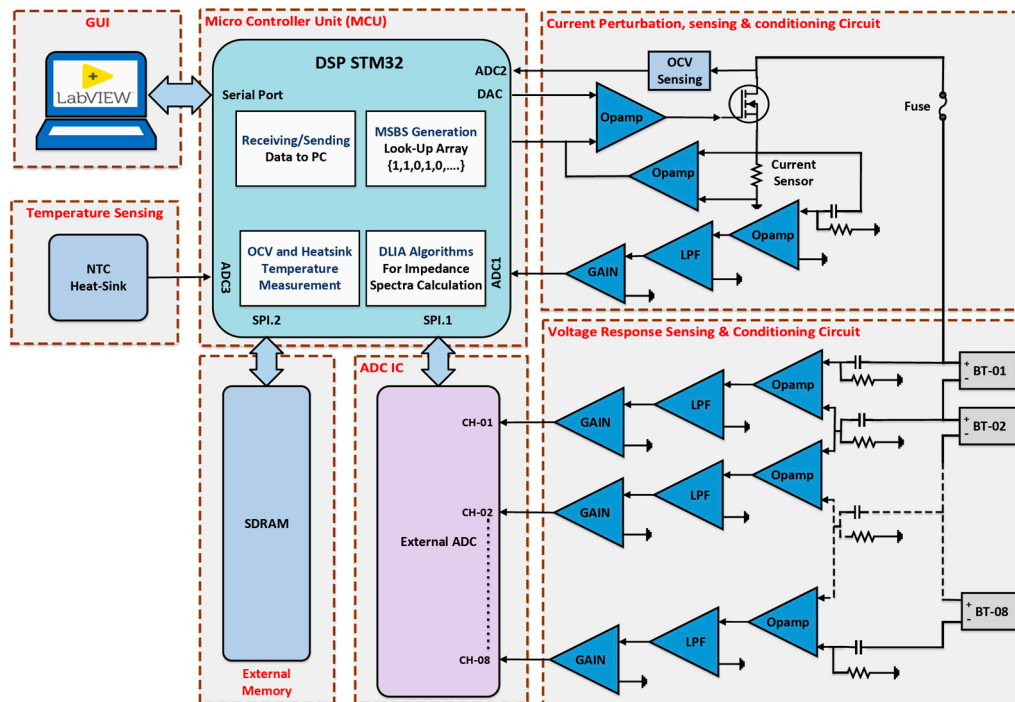 GUI
LabVIEW
Micro Controller Unit (MCU)
DSP STM32
Serial Port
ADC2
DAC
Receiving/Sending
Data to PC
MSBS Generation
Look-Up Array
{1,1,0,1,0,....}
OCV and Heatsink
Temperature
Measurement
DLIA Algorithms
For Impedance
Spectra Calculation
ADC3
ADC1
SPI.2
SPI.1
Temperature Sensing
NTC
Heat-Sink
Current Perturbation, sensing & conditioning Circuit
OCV
Sensing
Opamp
Fuse
Opamp
Current
Sensor
Opamp
LPF
GAIN
Voltage Response Sensing & Conditioning Circuit
BT-01
+
-
Opamp
LPF
GAIN
BT-02
+
-
Opamp
LPF
GAIN
BT-08
+
-
Opamp
LPF
GAIN
ADC IC
CH-01
CH-02
External ADC
CH-08
SDRAM
External
Memory